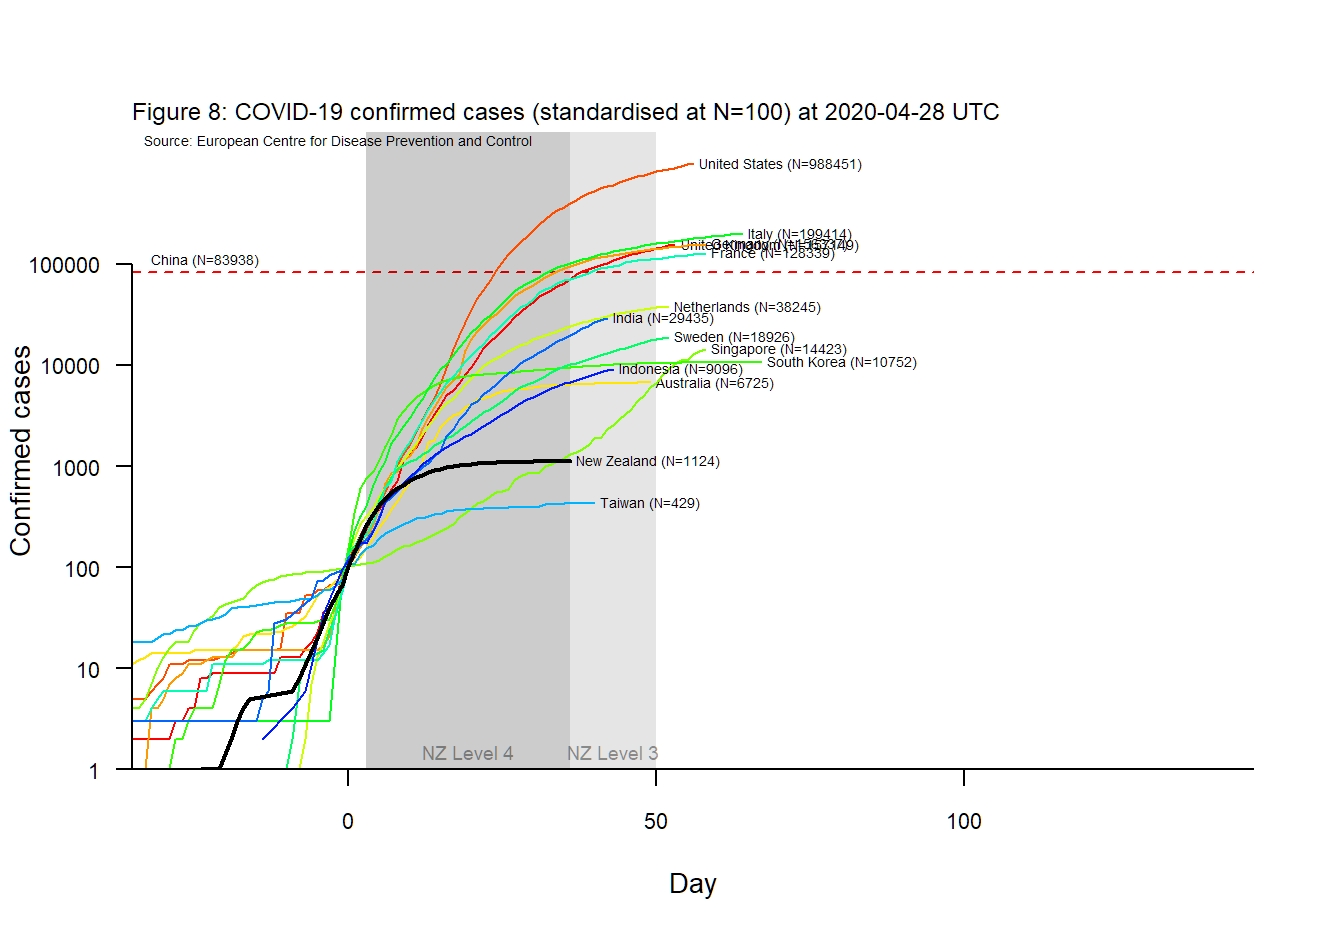 Figure 8: COVID-19 confirmed cases (standardised at N=100) at 2020-04-28 UTC
Source: European Centre for Disease Prevention and Control
United States (N=988451)
Italy (N=199414)
United Kingdom
Germany
France (N=128339)
China (N=83938)
100000
Netherlands (N=38245)
India (N=29435)
Sweden (N=18926)
Singapore (N=14423)
South Korea (N=10752)
10000
Indonesia (N=9096)
Australia (N=6725)
New Zealand (N=1124)
1000
Taiwan (N=429)
Confirmed cases
100
10
NZ Level 4
NZ Level 3
1
0
50
100
Day